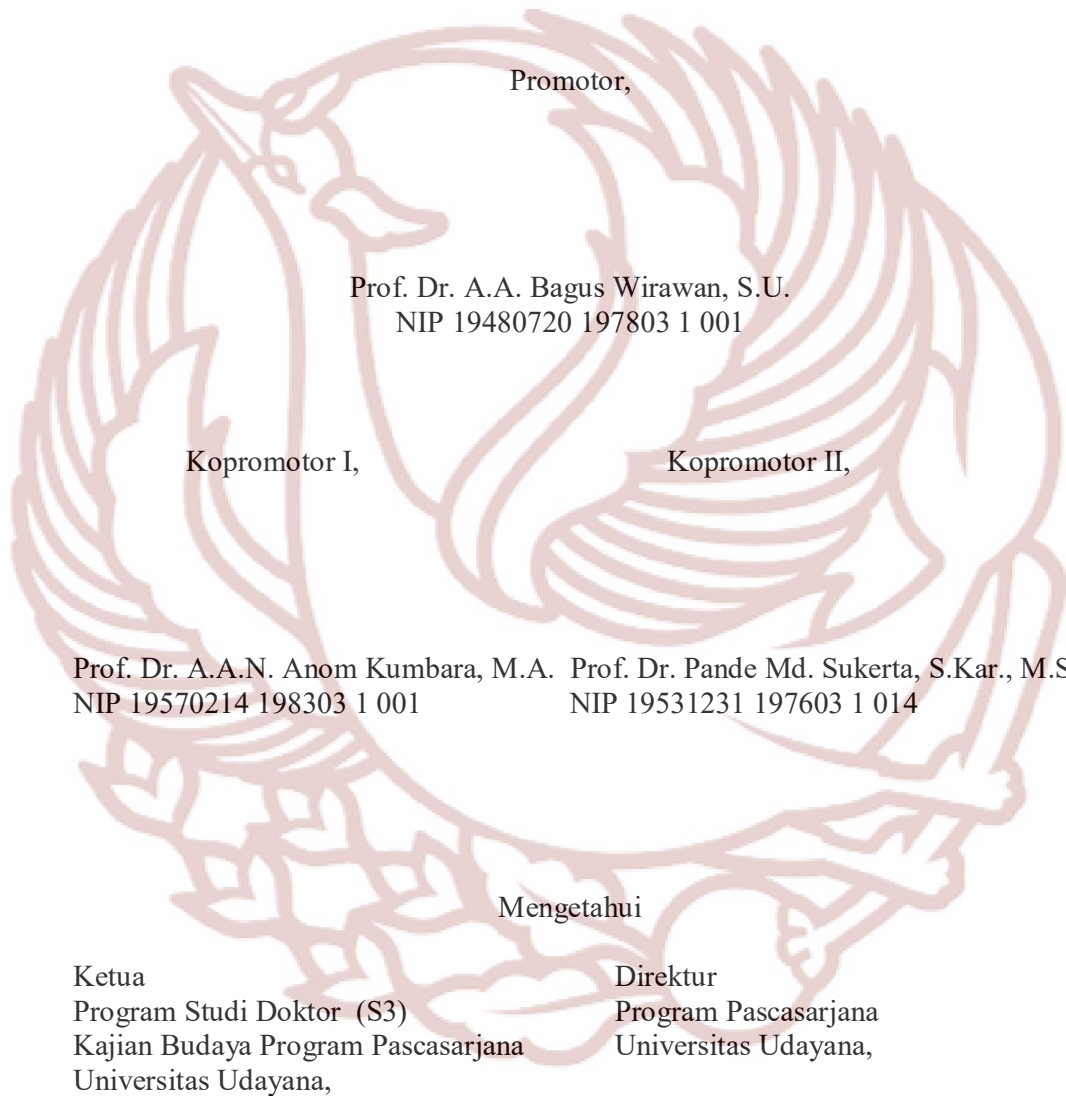 Promotor,
Prof. Dr. A.A. Bagus Wirawan, S.U.
NIP 19480720 197803 1 001
Kopromotor I,
Kopromotor II,
Prof. Dr. A.A.N. Anom Kumbara, M.A.
NIP 19570214 198303 1 001
Prof. Dr. Pande Md. Sukerta, S.Kar., M.S
NIP 19531231 197603 1 014
Mengetahui
Ketua
Program Studi Doktor (S3)
Kajian Budaya Program Pascasarjana
Universitas Udayana,
Direktur
Program Pascasarjana
Universitas Udayana,